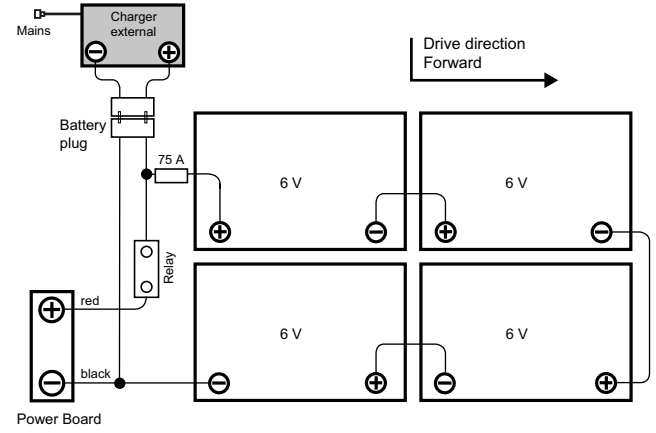 Charger
external
Mains
Drive direction
Forward
Battery
plug
75 A
6 V
6 V
Relay
red
6 V
6 V
black
Power Board